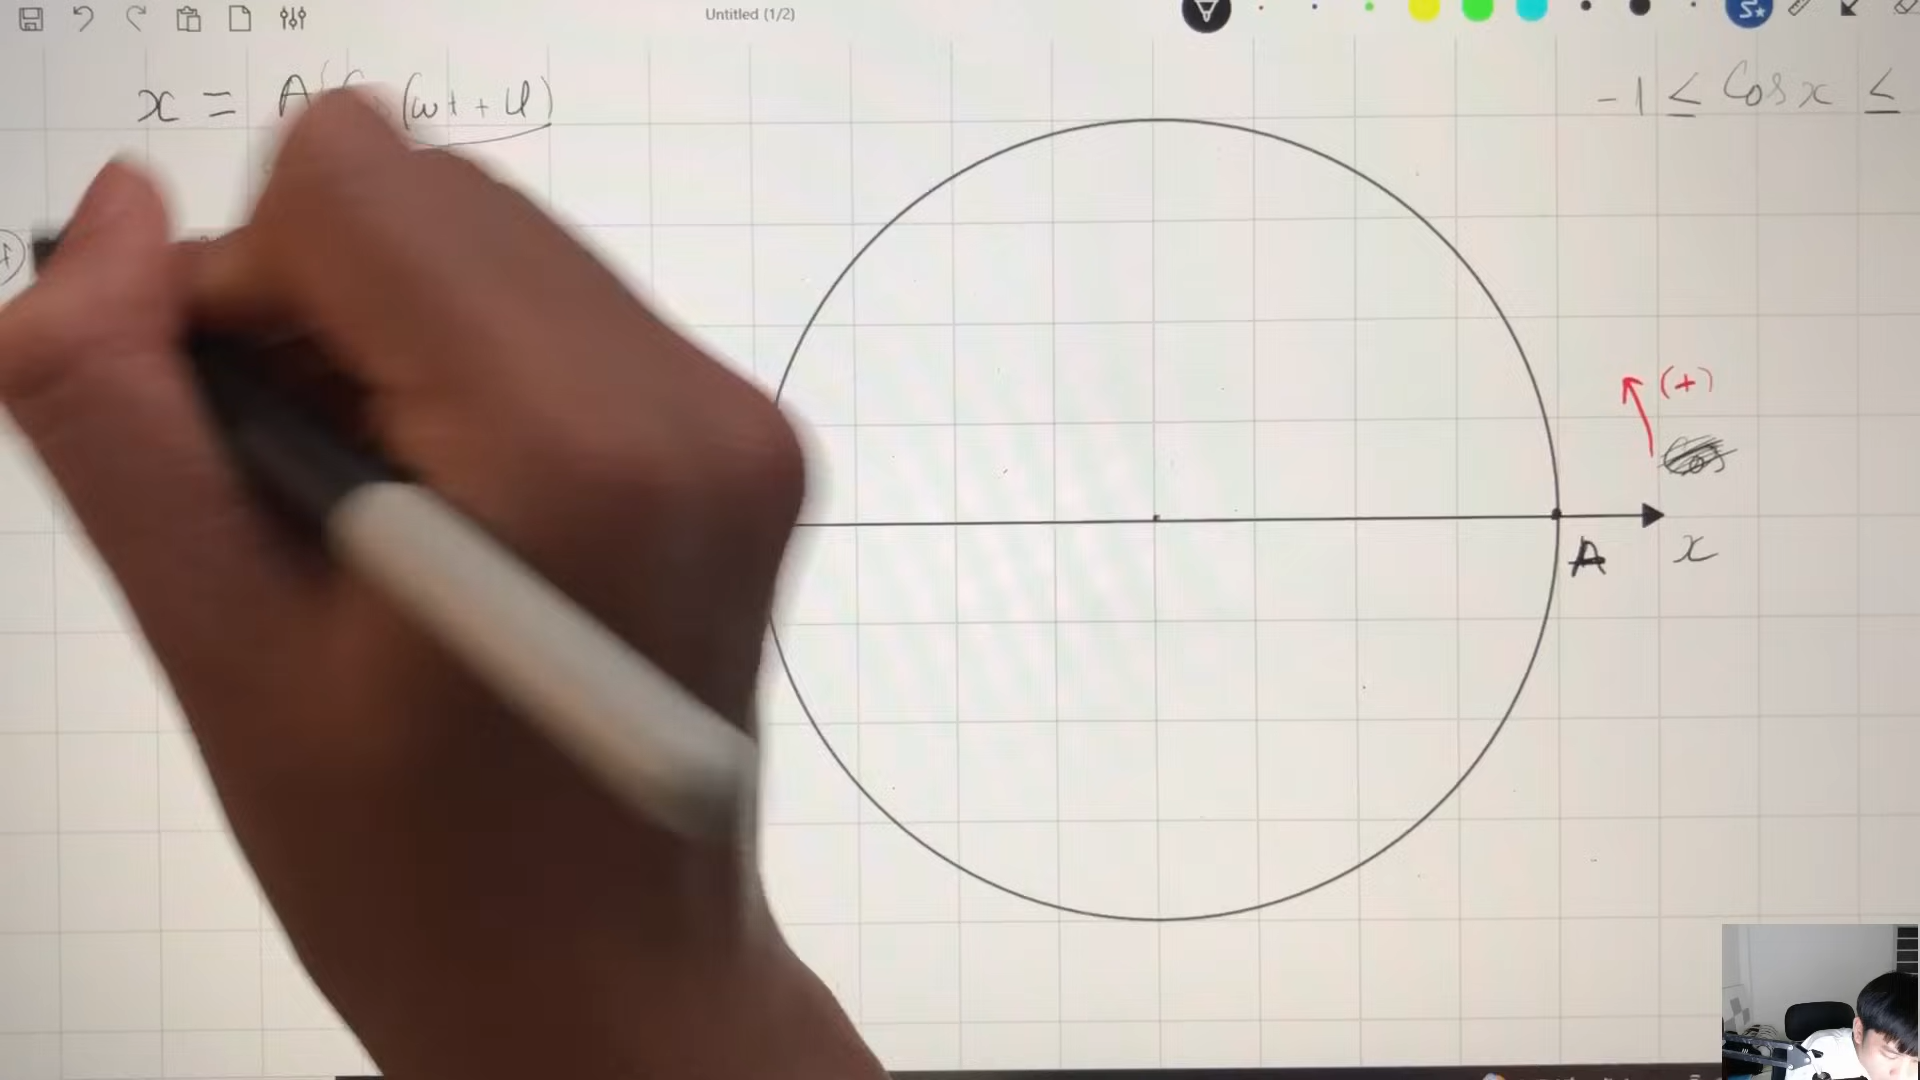 Untitled (1/2)
x = A (ωt + φ)
-1 ≤ Cos x ≤
(+)
A
x